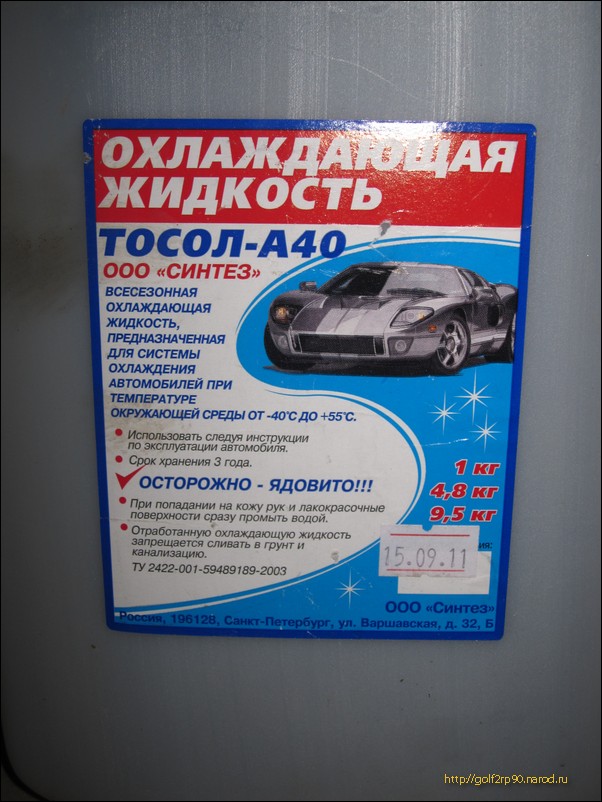 ОХЛАЖДАЮЩАЯ
ЖИДКОСТЬ
ТОСОЛ-А40
ООО «СИНТЕЗ»
ВСЕСЕЗОННАЯ
ОХЛАЖДАЮЩАЯ
ЖИДКОСТЬ,
ПРЕДНАЗНАЧЕННАЯ
ДЛЯ СИСТЕМЫ
ОХЛАЖДЕНИЯ
АВТОМОБИЛЕЙ ПРИ
ТЕМПЕРАТУРЕ
ОКРУЖАЮЩЕЙ СРЕДЫ ОТ -40°С ДО +55°С.
• Использовать следуя инструкции
по эксплуатации автомобиля.
• Срок хранения 3 года.
ОСТОРОЖНО - ЯДОВИТО!!!
• При попадании на кожу рук и лакокрасочные
поверхности сразу промыть водой.
• Отработанную охлаждающую жидкость
запрещается сливать в грунт и
канализацию.
ТУ 2422-001-59489189-2003
1 кг
4,8 кг
9,5 кг
15.09.11
ООО «Синтез»
Россия, 196128, Санкт-Петербург, ул. Варшавская, д. 32, Б
http://golf2rp90.narod.ru